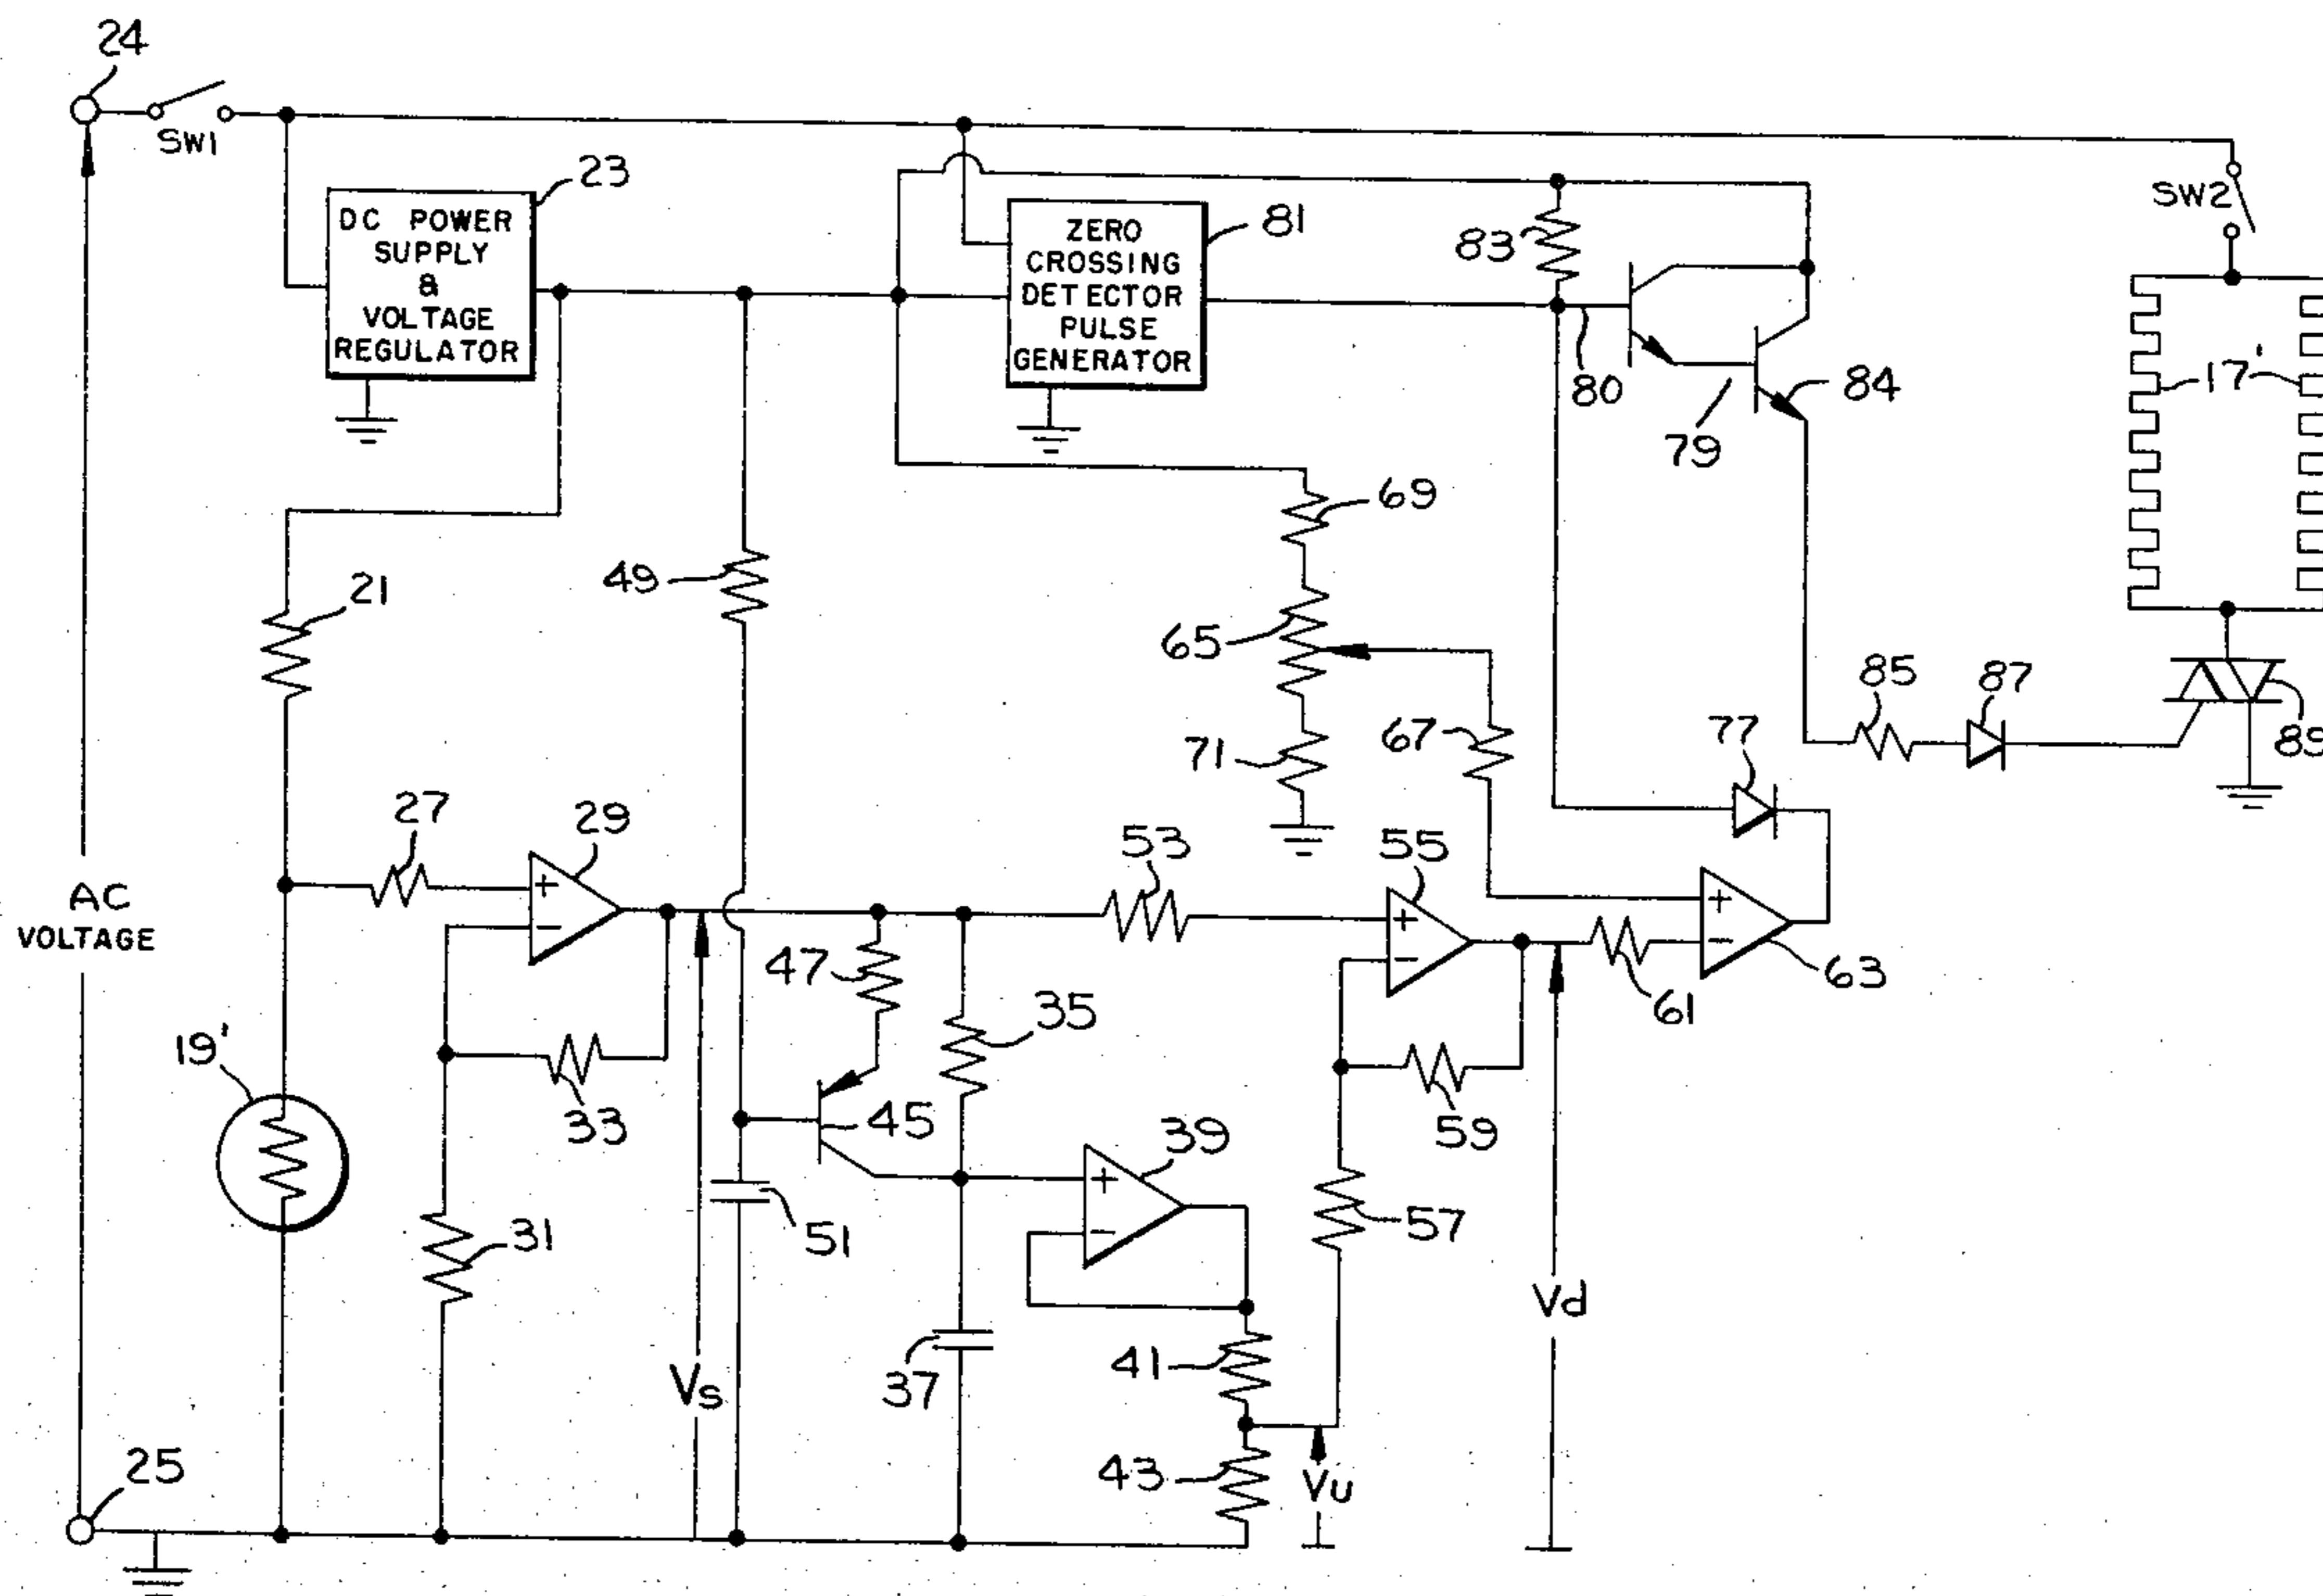 24
SW1
23
DC POWER
SUPPLY
&
VOLTAGE
REGULATOR
ZERO
CROSSING
DETECTOR
PULSE
GENERATOR
81
83
80
79
84
SW2
17'
69
49
21
65
85
87
89
67
77
71
27
29
53
55
AC
VOLTAGE
+
−
+
−
+
−
63
47
35
61
19'
33
45
39
59
+
−
31
51
57
Vd
Vs
37
41
43
Vu
25